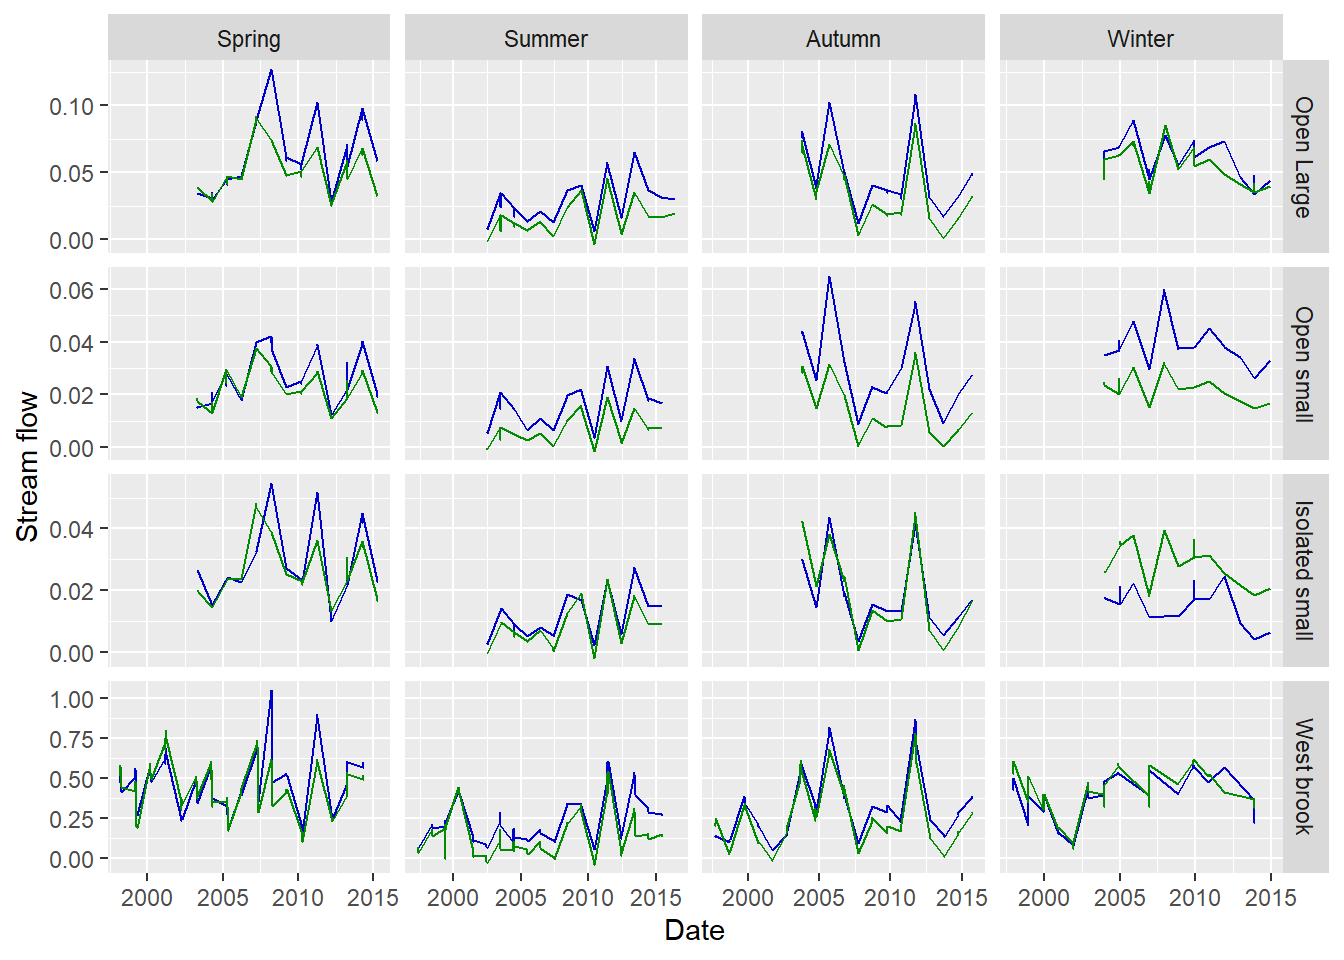 Spring
Summer
Autumn
Winter
Stream flow
0.10
0.05
0.00
Open Large
0.06
0.04
0.02
0.00
Open small
0.04
0.02
0.00
Isolated small
1.00
0.75
0.50
0.25
0.00
West brook
2000 2005 2010 2015
2000 2005 2010 2015
2000 2005 2010 2015
2000 2005 2010 2015
Date